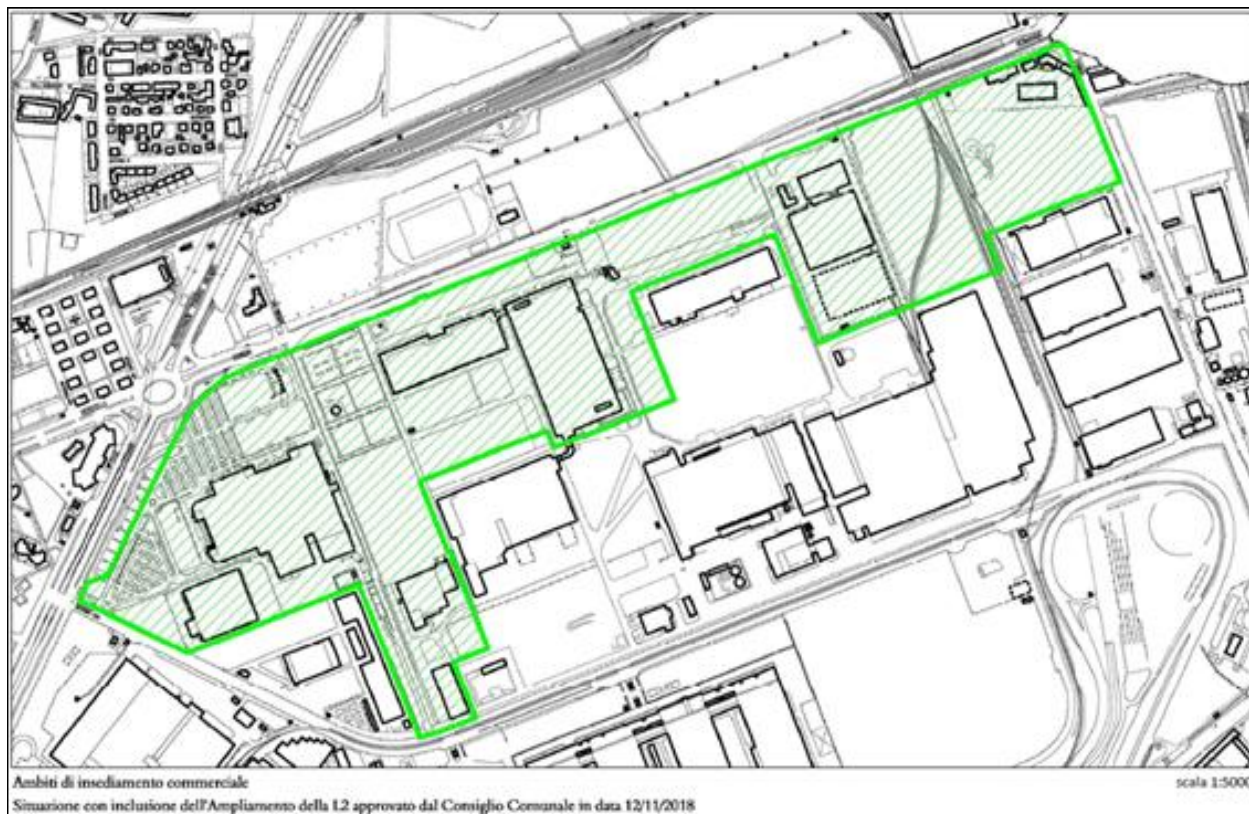 Ambiti di insediamento commerciale
scala 1:5000
Situazione con inclusione dell'Ampliamento della L2 approvato dal Consiglio Comunale in data 12/11/2018